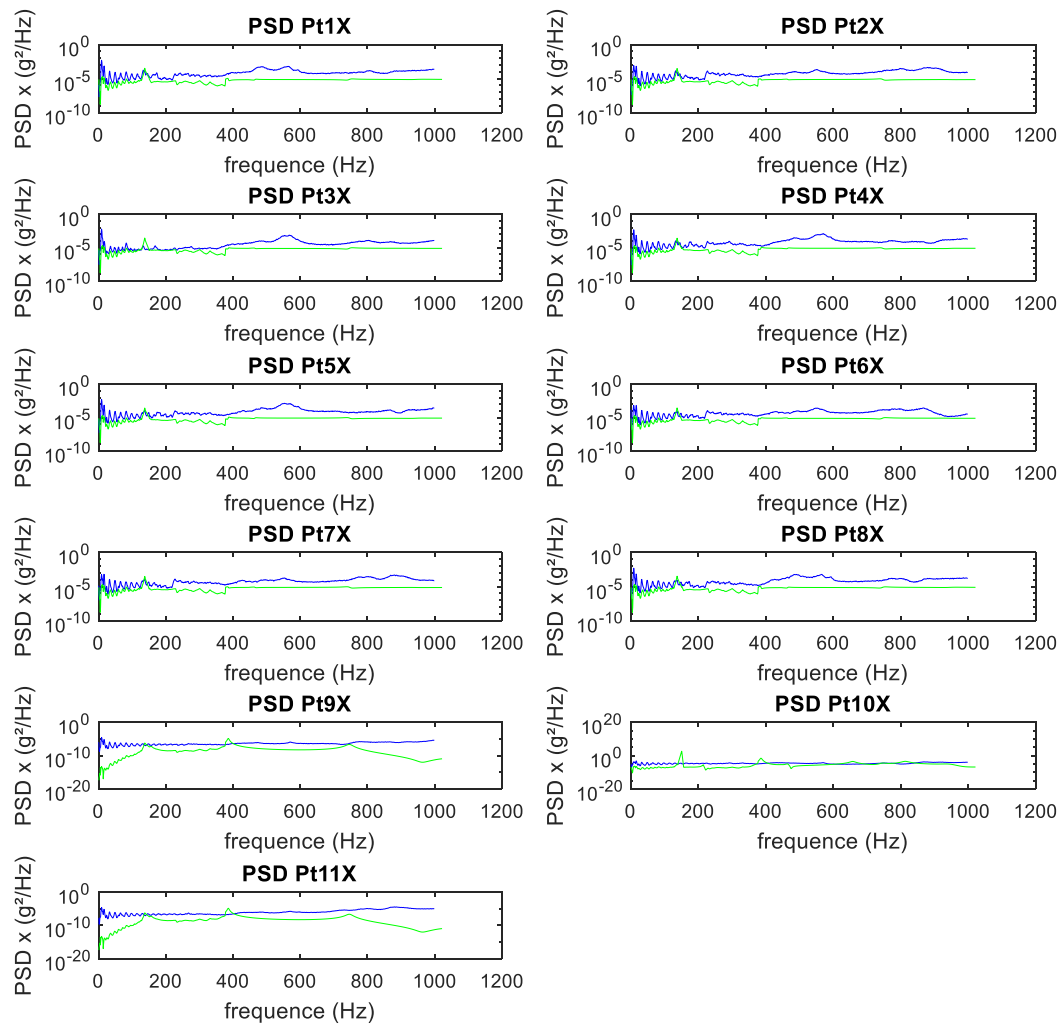 PSD Pt1X
PSD x (g²/Hz)
10^0
10^-5
10^-10
0 200 400 600 800 1000 1200
frequence (Hz)
PSD Pt2X
PSD x (g²/Hz)
10^0
10^-5
10^-10
0 200 400 600 800 1000 1200
frequence (Hz)
PSD Pt3X
PSD x (g²/Hz)
10^0
10^-5
10^-10
0 200 400 600 800 1000 1200
frequence (Hz)
PSD Pt4X
PSD x (g²/Hz)
10^0
10^-5
10^-10
0 200 400 600 800 1000 1200
frequence (Hz)
PSD Pt5X
PSD x (g²/Hz)
10^0
10^-5
10^-10
0 200 400 600 800 1000 1200
frequence (Hz)
PSD Pt6X
PSD x (g²/Hz)
10^0
10^-5
10^-10
0 200 400 600 800 1000 1200
frequence (Hz)
PSD Pt7X
PSD x (g²/Hz)
10^0
10^-5
10^-10
0 200 400 600 800 1000 1200
frequence (Hz)
PSD Pt8X
PSD x (g²/Hz)
10^0
10^-5
10^-10
0 200 400 600 800 1000 1200
frequence (Hz)
PSD Pt9X
PSD x (g²/Hz)
10^0
10^-10
10^-20
0 200 400 600 800 1000 1200
frequence (Hz)
PSD Pt10X
PSD x (g²/Hz)
10^20
10^0
10^-20
0 200 400 600 800 1000 1200
frequence (Hz)
PSD Pt11X
PSD x (g²/Hz)
10^0
10^-10
10^-20
0 200 400 600 800 1000 1200
frequence (Hz)